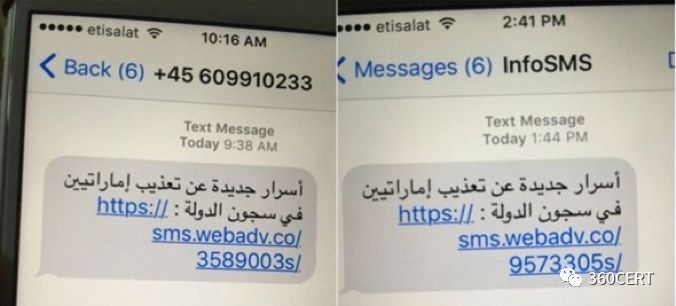 etisalat
10:16 AM
Back (6) +45 609910233
Text Message
Today 9:38 AM
أسرار جديدة عن تعذيب إماراتيين
في سجون الدولة : https://
sms.webadv.co/
3589003s/
etisalat
2:41 PM
Messages (6) InfoSMS
Text Message
Today 1:44 PM
أسرار جديدة عن تعذيب إماراتيين
في سجون الدولة : https://
sms.webadv.co/
9573305s/
360CERT